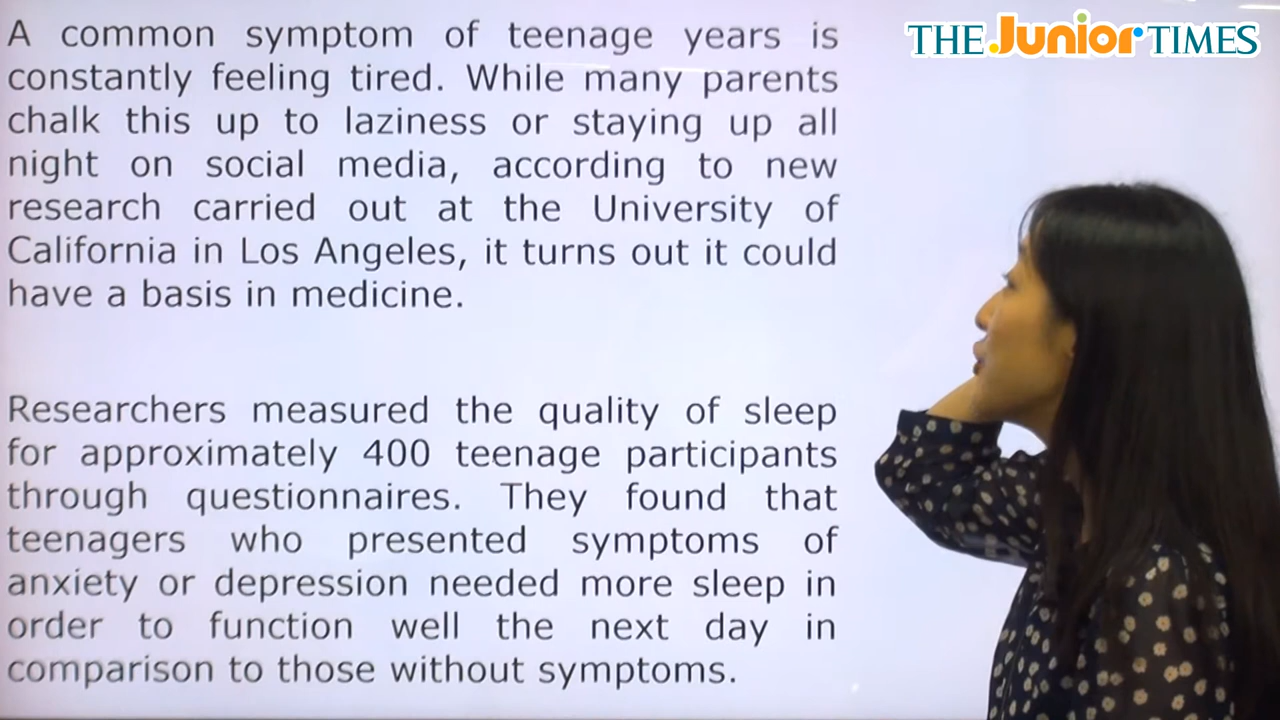 THE Junior TIMES
A common symptom of teenage years is
constantly feeling tired. While many parents
chalk this up to laziness or staying up all
night on social media, according to new
research carried out at the University of
California in Los Angeles, it turns out it could
have a basis in medicine.
Researchers measured the quality of sleep
for approximately 400 teenage participants
through questionnaires. They found that
teenagers who presented symptoms of
anxiety or depression needed more sleep in
order to function well the next day in
comparison to those without symptoms.